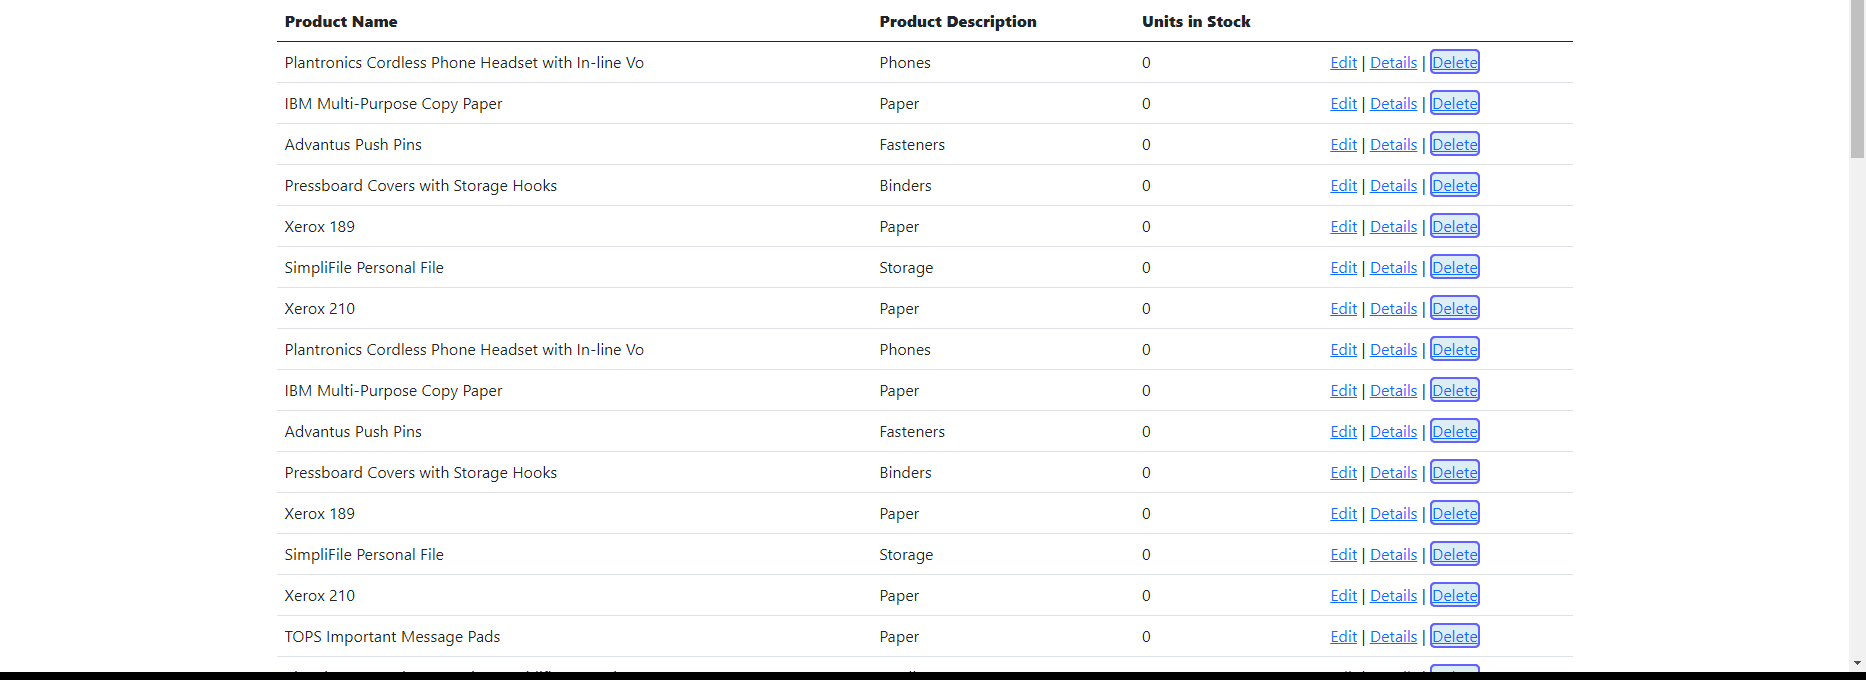 Product Name Product Description Units in Stock
Plantronics Cordless Phone Headset with In-line Vo Phones 0 Edit | Details | Delete
IBM Multi-Purpose Copy Paper Paper 0 Edit | Details | Delete
Advantus Push Pins Fasteners 0 Edit | Details | Delete
Pressboard Covers with Storage Hooks Binders 0 Edit | Details | Delete
Xerox 189 Paper 0 Edit | Details | Delete
SimpliFile Personal File Storage 0 Edit | Details | Delete
Xerox 210 Paper 0 Edit | Details | Delete
Plantronics Cordless Phone Headset with In-line Vo Phones 0 Edit | Details | Delete
IBM Multi-Purpose Copy Paper Paper 0 Edit | Details | Delete
Advantus Push Pins Fasteners 0 Edit | Details | Delete
Pressboard Covers with Storage Hooks Binders 0 Edit | Details | Delete
Xerox 189 Paper 0 Edit | Details | Delete
SimpliFile Personal File Storage 0 Edit | Details | Delete
Xerox 210 Paper 0 Edit | Details | Delete
TOPS Important Message Pads Paper 0 Edit | Details | Delete